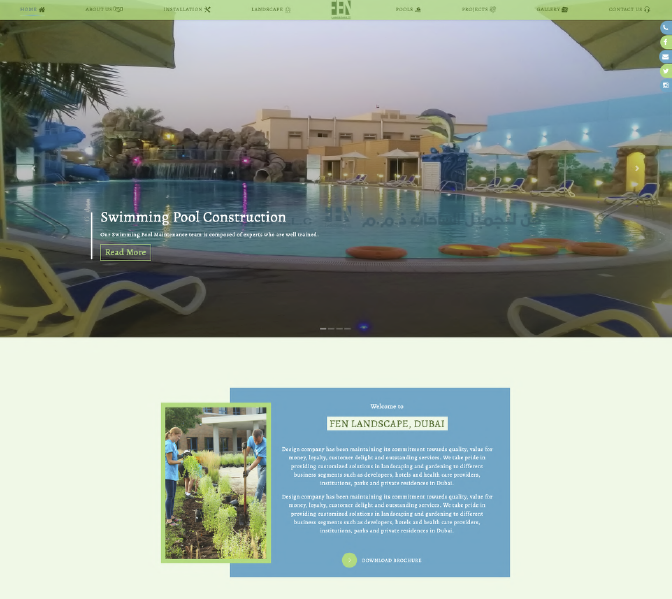 HOME ABOUT US INSTALLATION LANDSCAPE FEN POOLS PROJECTS GALLERY CONTACT US
Swimming Pool Construction
Our Swimming Pool Maintenance team is composed of experts who are well trained.
Read More
Welcome to
FEN LANDSCAPE, DUBAI
Design company has been maintaining its commitment towards quality, value for
money, loyalty, customer delight and outstanding services. We take pride in
providing customised solutions in landscaping and gardening to different
business segments such as developers, hotels and health care providers,
institutions, parks and private residences in Dubai.
Design company has been maintaining its commitment towards quality, value for
money, loyalty, customer delight and outstanding services. We take pride in
providing customised solutions in landscaping and gardening to different
business segments such as developers, hotels and health care providers,
institutions, parks and private residences in Dubai.
DOWNLOAD BROCHURE